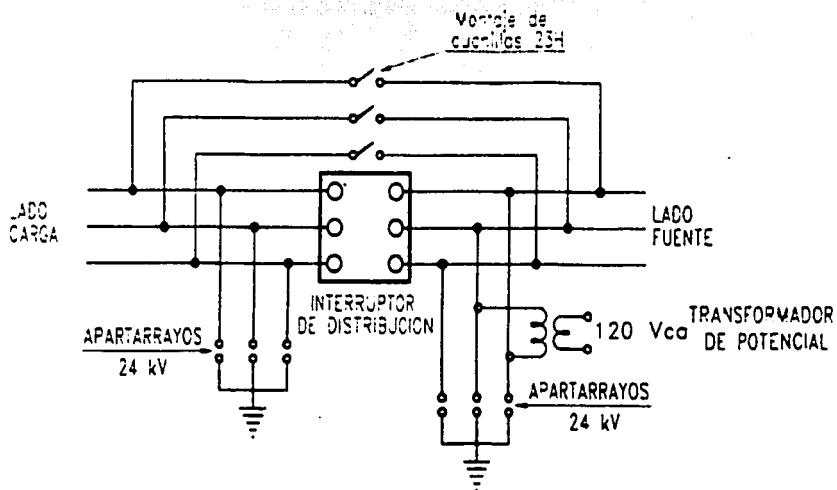 Montaje de
cuchillas 23H
LADO
CARGA
LADO
FUENTE
INTERRUPTOR
DE DISTRIBUCION
APARTARRAYOS
24 kV
120 Vca
TRANSFORMADOR
DE POTENCIAL
APARTARRAYOS
24 kV